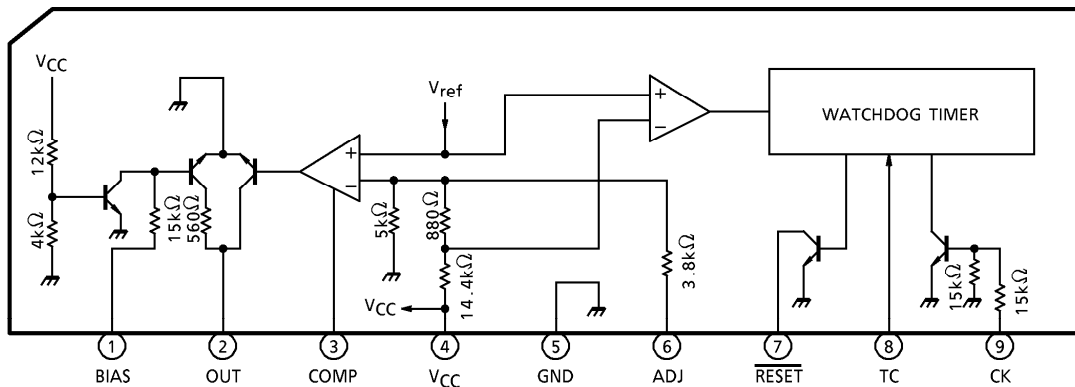 VCC
Vref
WATCHDOG TIMER
12kΩ
4kΩ
15kΩ
560Ω
5kΩ
880Ω
14.4kΩ
3.8kΩ
15kΩ
15kΩ
+
−
+
−
VCC
1
2
3
4
5
6
7
8
9
BIAS
OUT
COMP
VCC
GND
ADJ
RESET
TC
CK